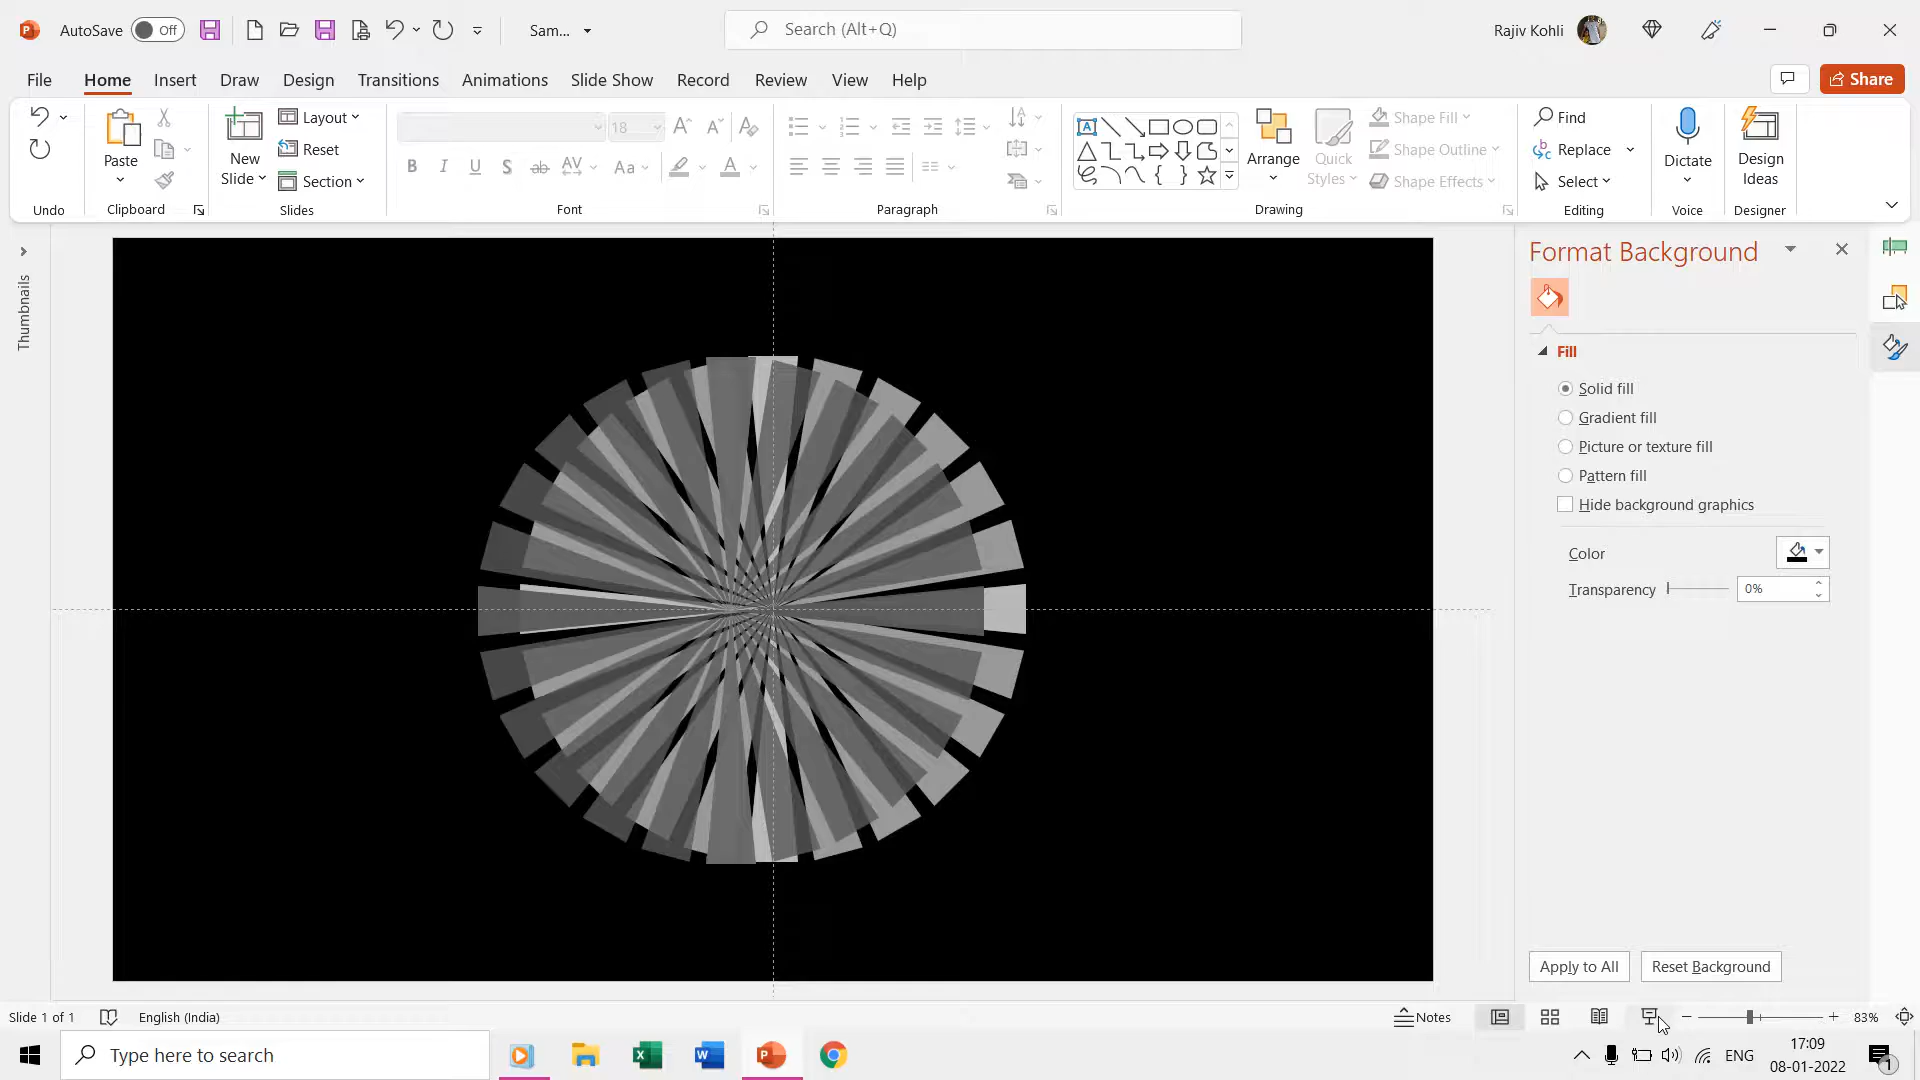 AutoSave Off Sam... Search (Alt+Q) Rajiv Kohli
File Home Insert Draw Design Transitions Animations Slide Show Record Review View Help Share
Paste
New
Slide
Layout
Reset
Section
18
B I U S ab AV Aa A
Arrange
Quick
Styles
Shape Fill
Shape Outline
Shape Effects
Find
Replace
Select
Dictate
Design
Ideas
Undo Clipboard Slides Font Paragraph Drawing Editing Voice Designer
Thumbnails
Format Background
Fill
Solid fill
Gradient fill
Picture or texture fill
Pattern fill
Hide background graphics
Color
Transparency 0%
Apply to All Reset Background
Slide 1 of 1 English (India) Notes 83%
Type here to search
ENG
17:09
08-01-2022
1